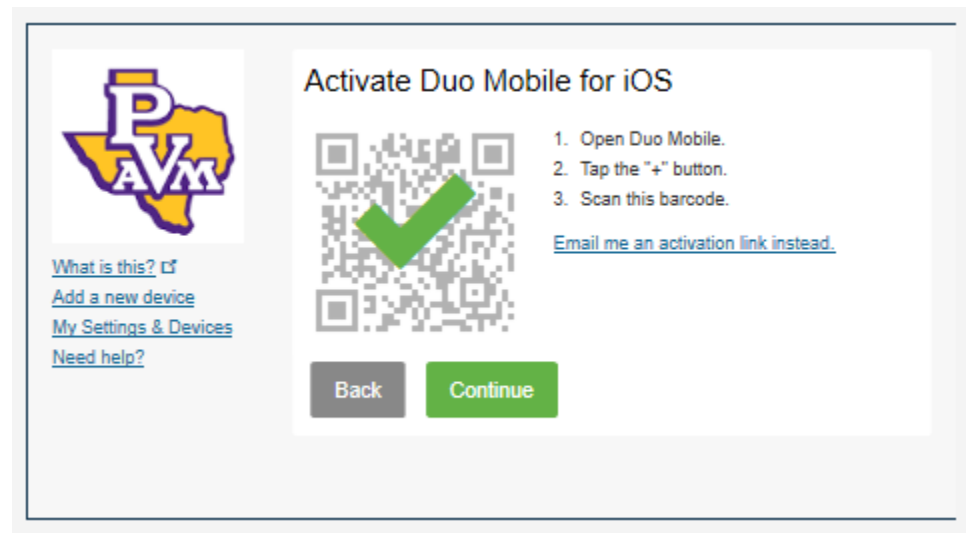 PVAM
What is this?
Add a new device
My Settings & Devices
Need help?
Activate Duo Mobile for iOS
1. Open Duo Mobile.
2. Tap the "+" button.
3. Scan this barcode.
Email me an activation link instead.
Back
Continue